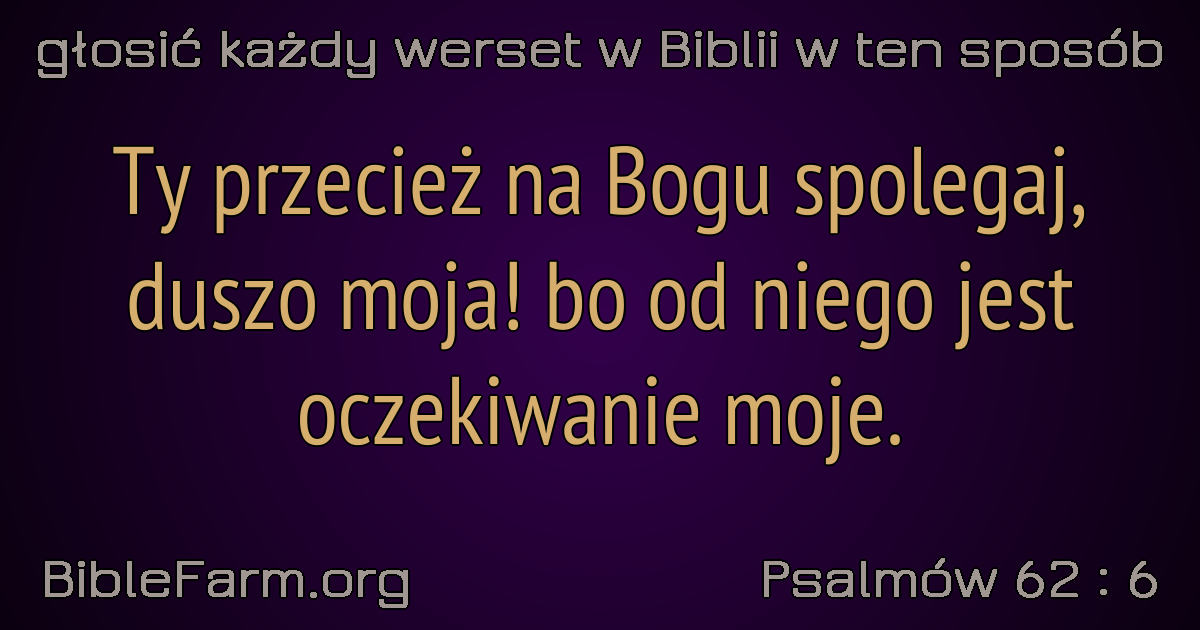 głosić każdy werset w Biblii w ten sposób
Ty przecież na Bogu spolegaj,
duszo moja! bo od niego jest
oczekiwanie moje.
BibleFarm.org
Psalmów 62 : 6